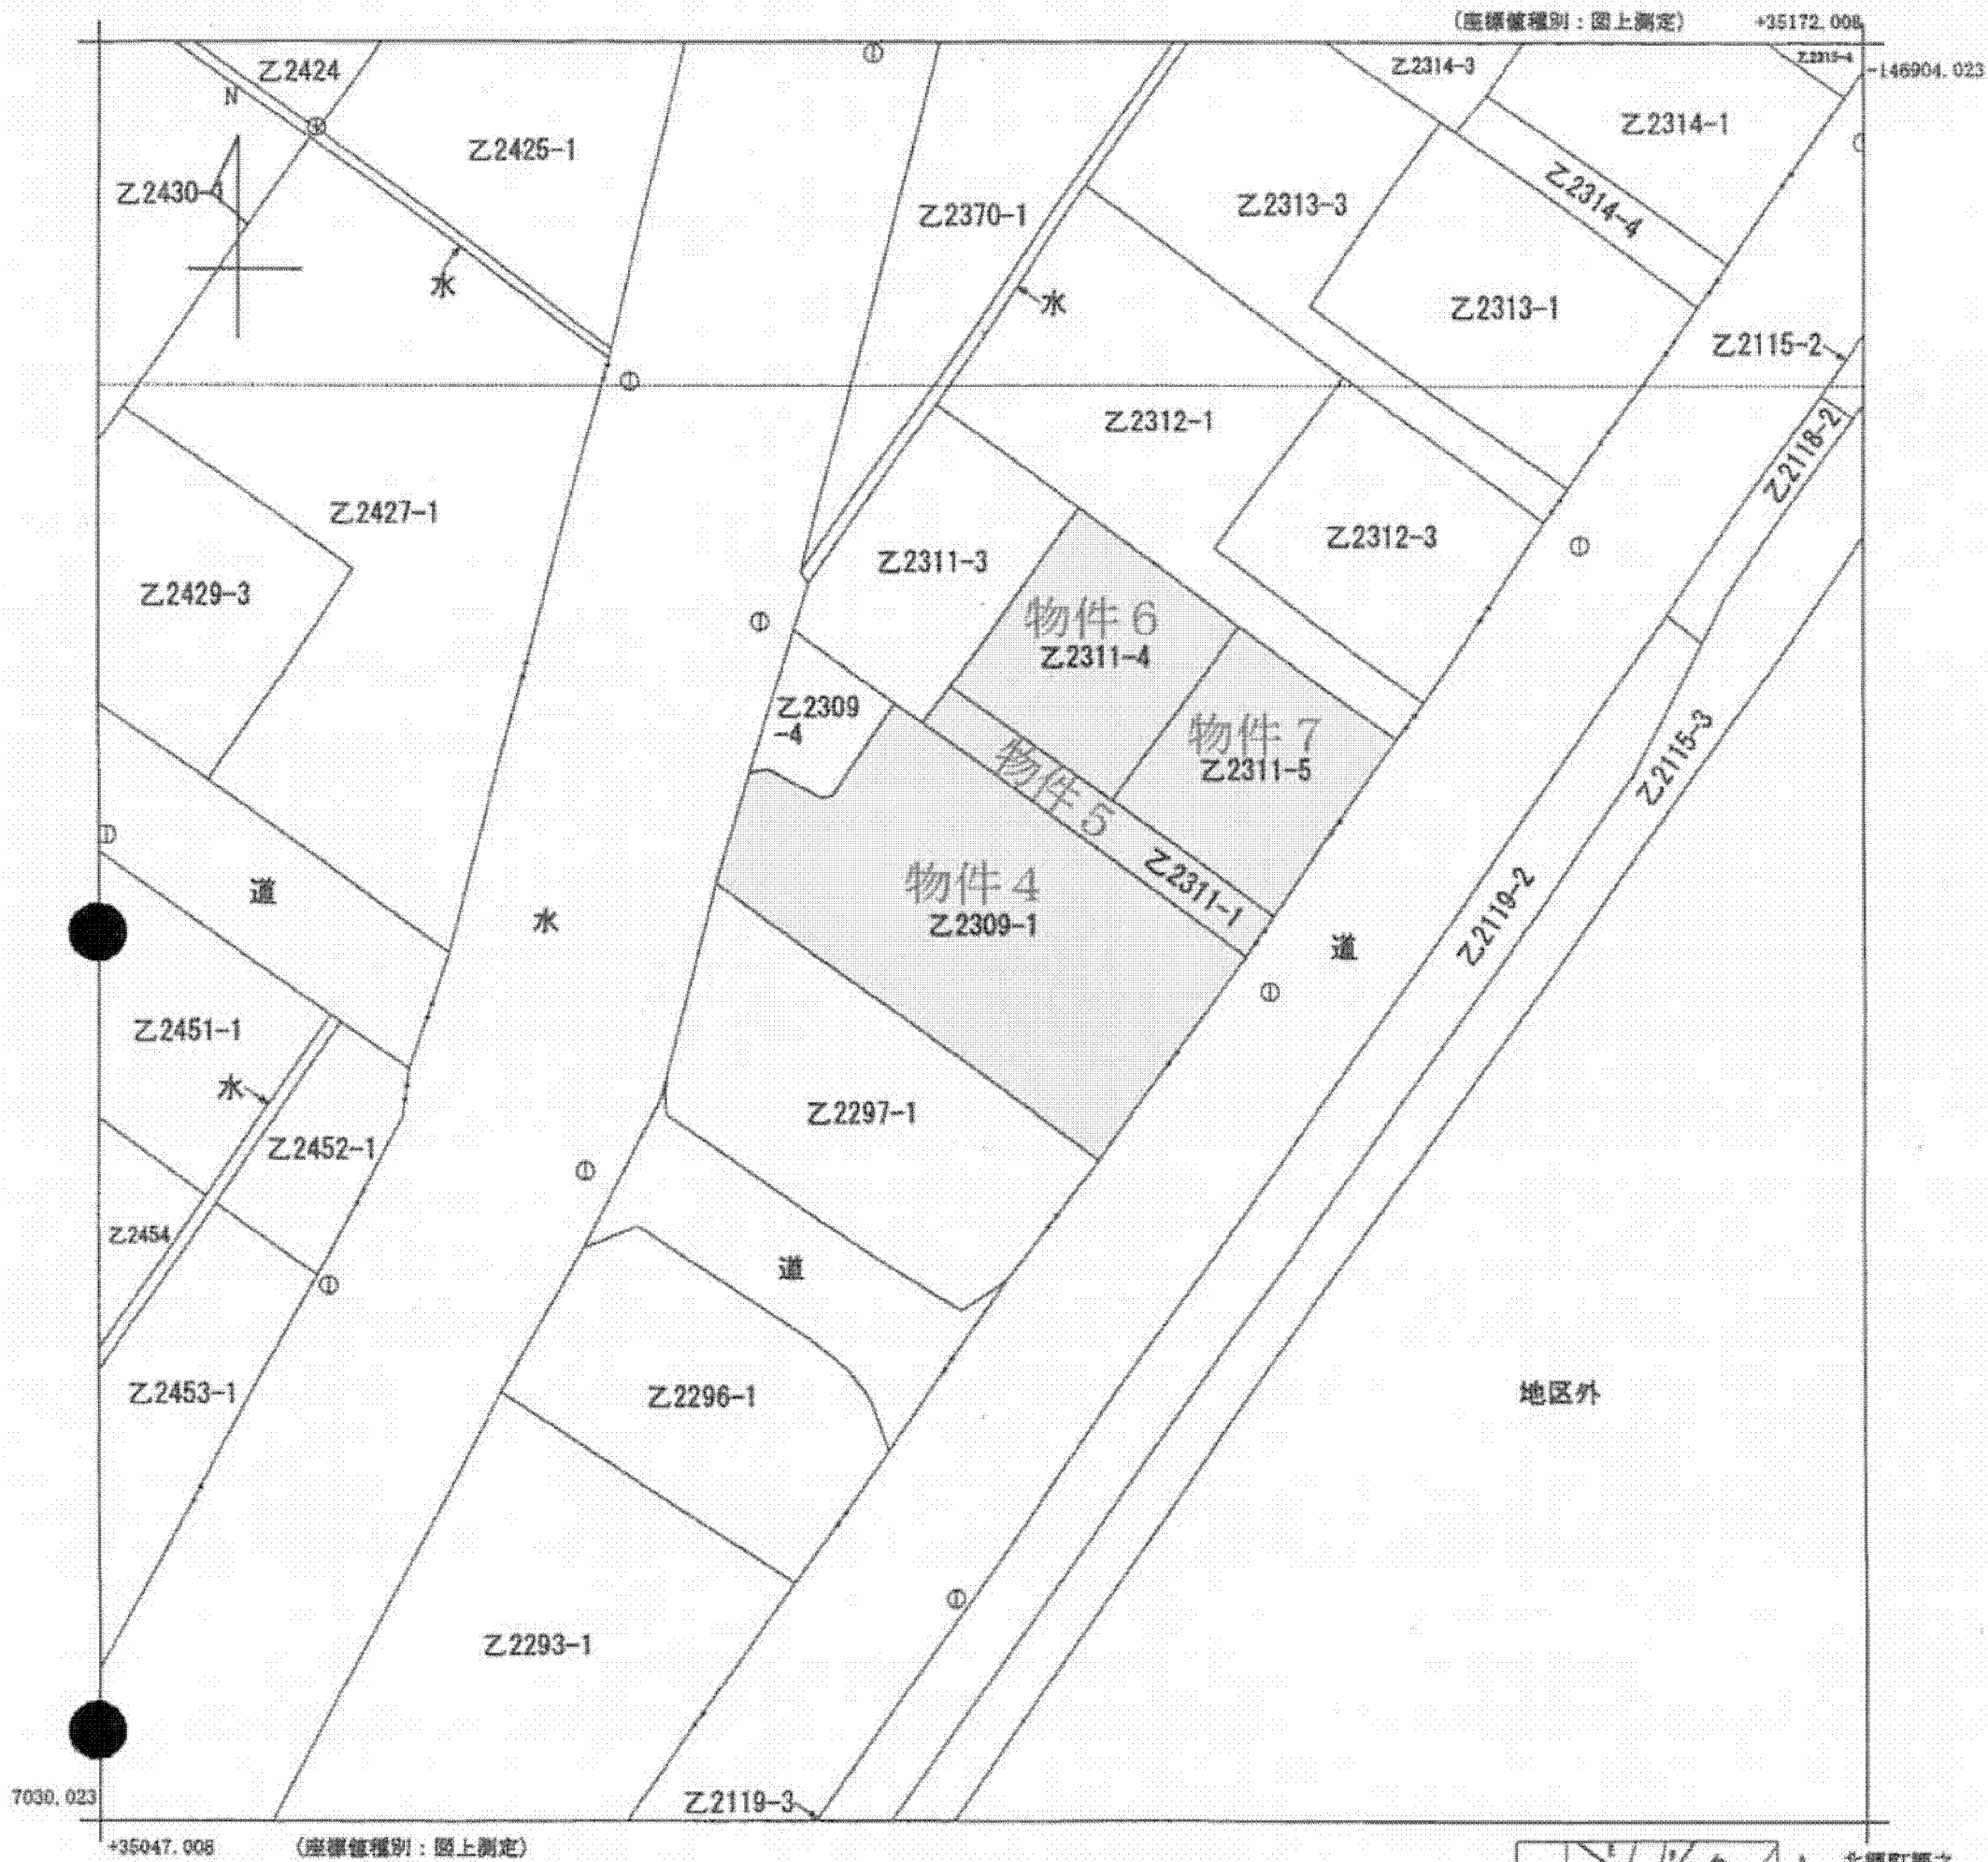 (座標値種別：図上測定) +35172.008
-146904.023
乙2424
N
乙2425-1
乙2430-1
水
乙2370-1
水
乙2314-3
乙2315-4
乙2314-1
乙2314-4
乙2313-3
乙2313-1
乙2115-2
乙2118-2
乙2312-1
乙2312-3
乙2427-1
乙2429-3
乙2311-3
物件6
乙2311-4
物件7
乙2311-5
乙2309
-4
物件5
乙2311-1
物件4
乙2309-1
乙2115-3
乙2119-2
道
道
水
乙2451-1
水
乙2452-1
乙2454
乙2453-1
乙2297-1
道
乙2296-1
地区外
乙2293-1
乙2119-3
7030.023
+35047.008 (座標値種別：図上測定)